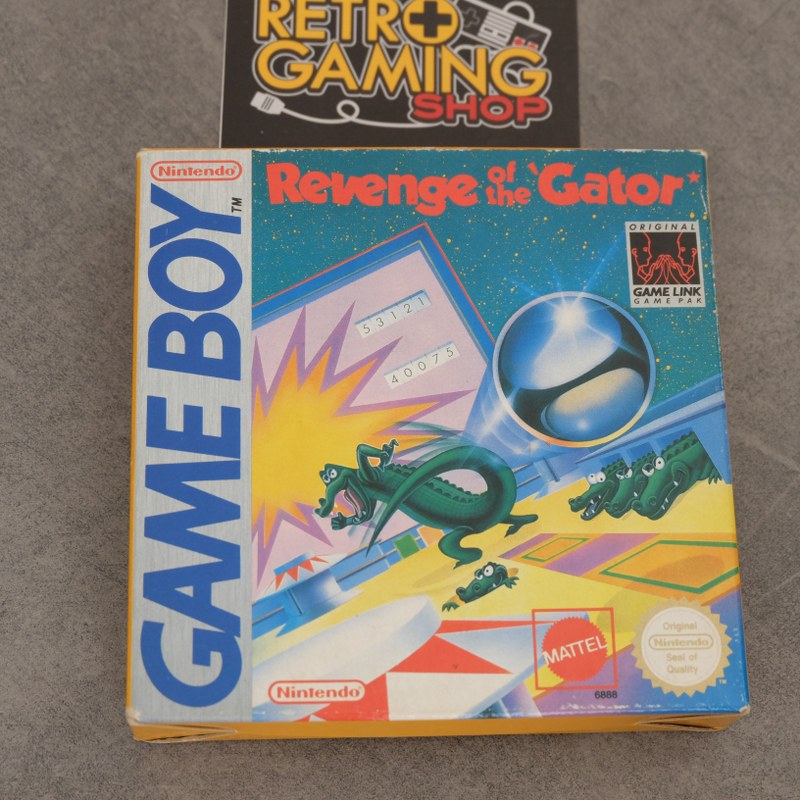 RETRO
GAMING
SHOP
Nintendo
GAME BOY
TM
Revenge of the 'Gator
ORIGINAL
GAME LINK
GAME PAK
53121
40075
MATTEL
6888
Nintendo
Original
Nintendo
Seal of
Quality
TM